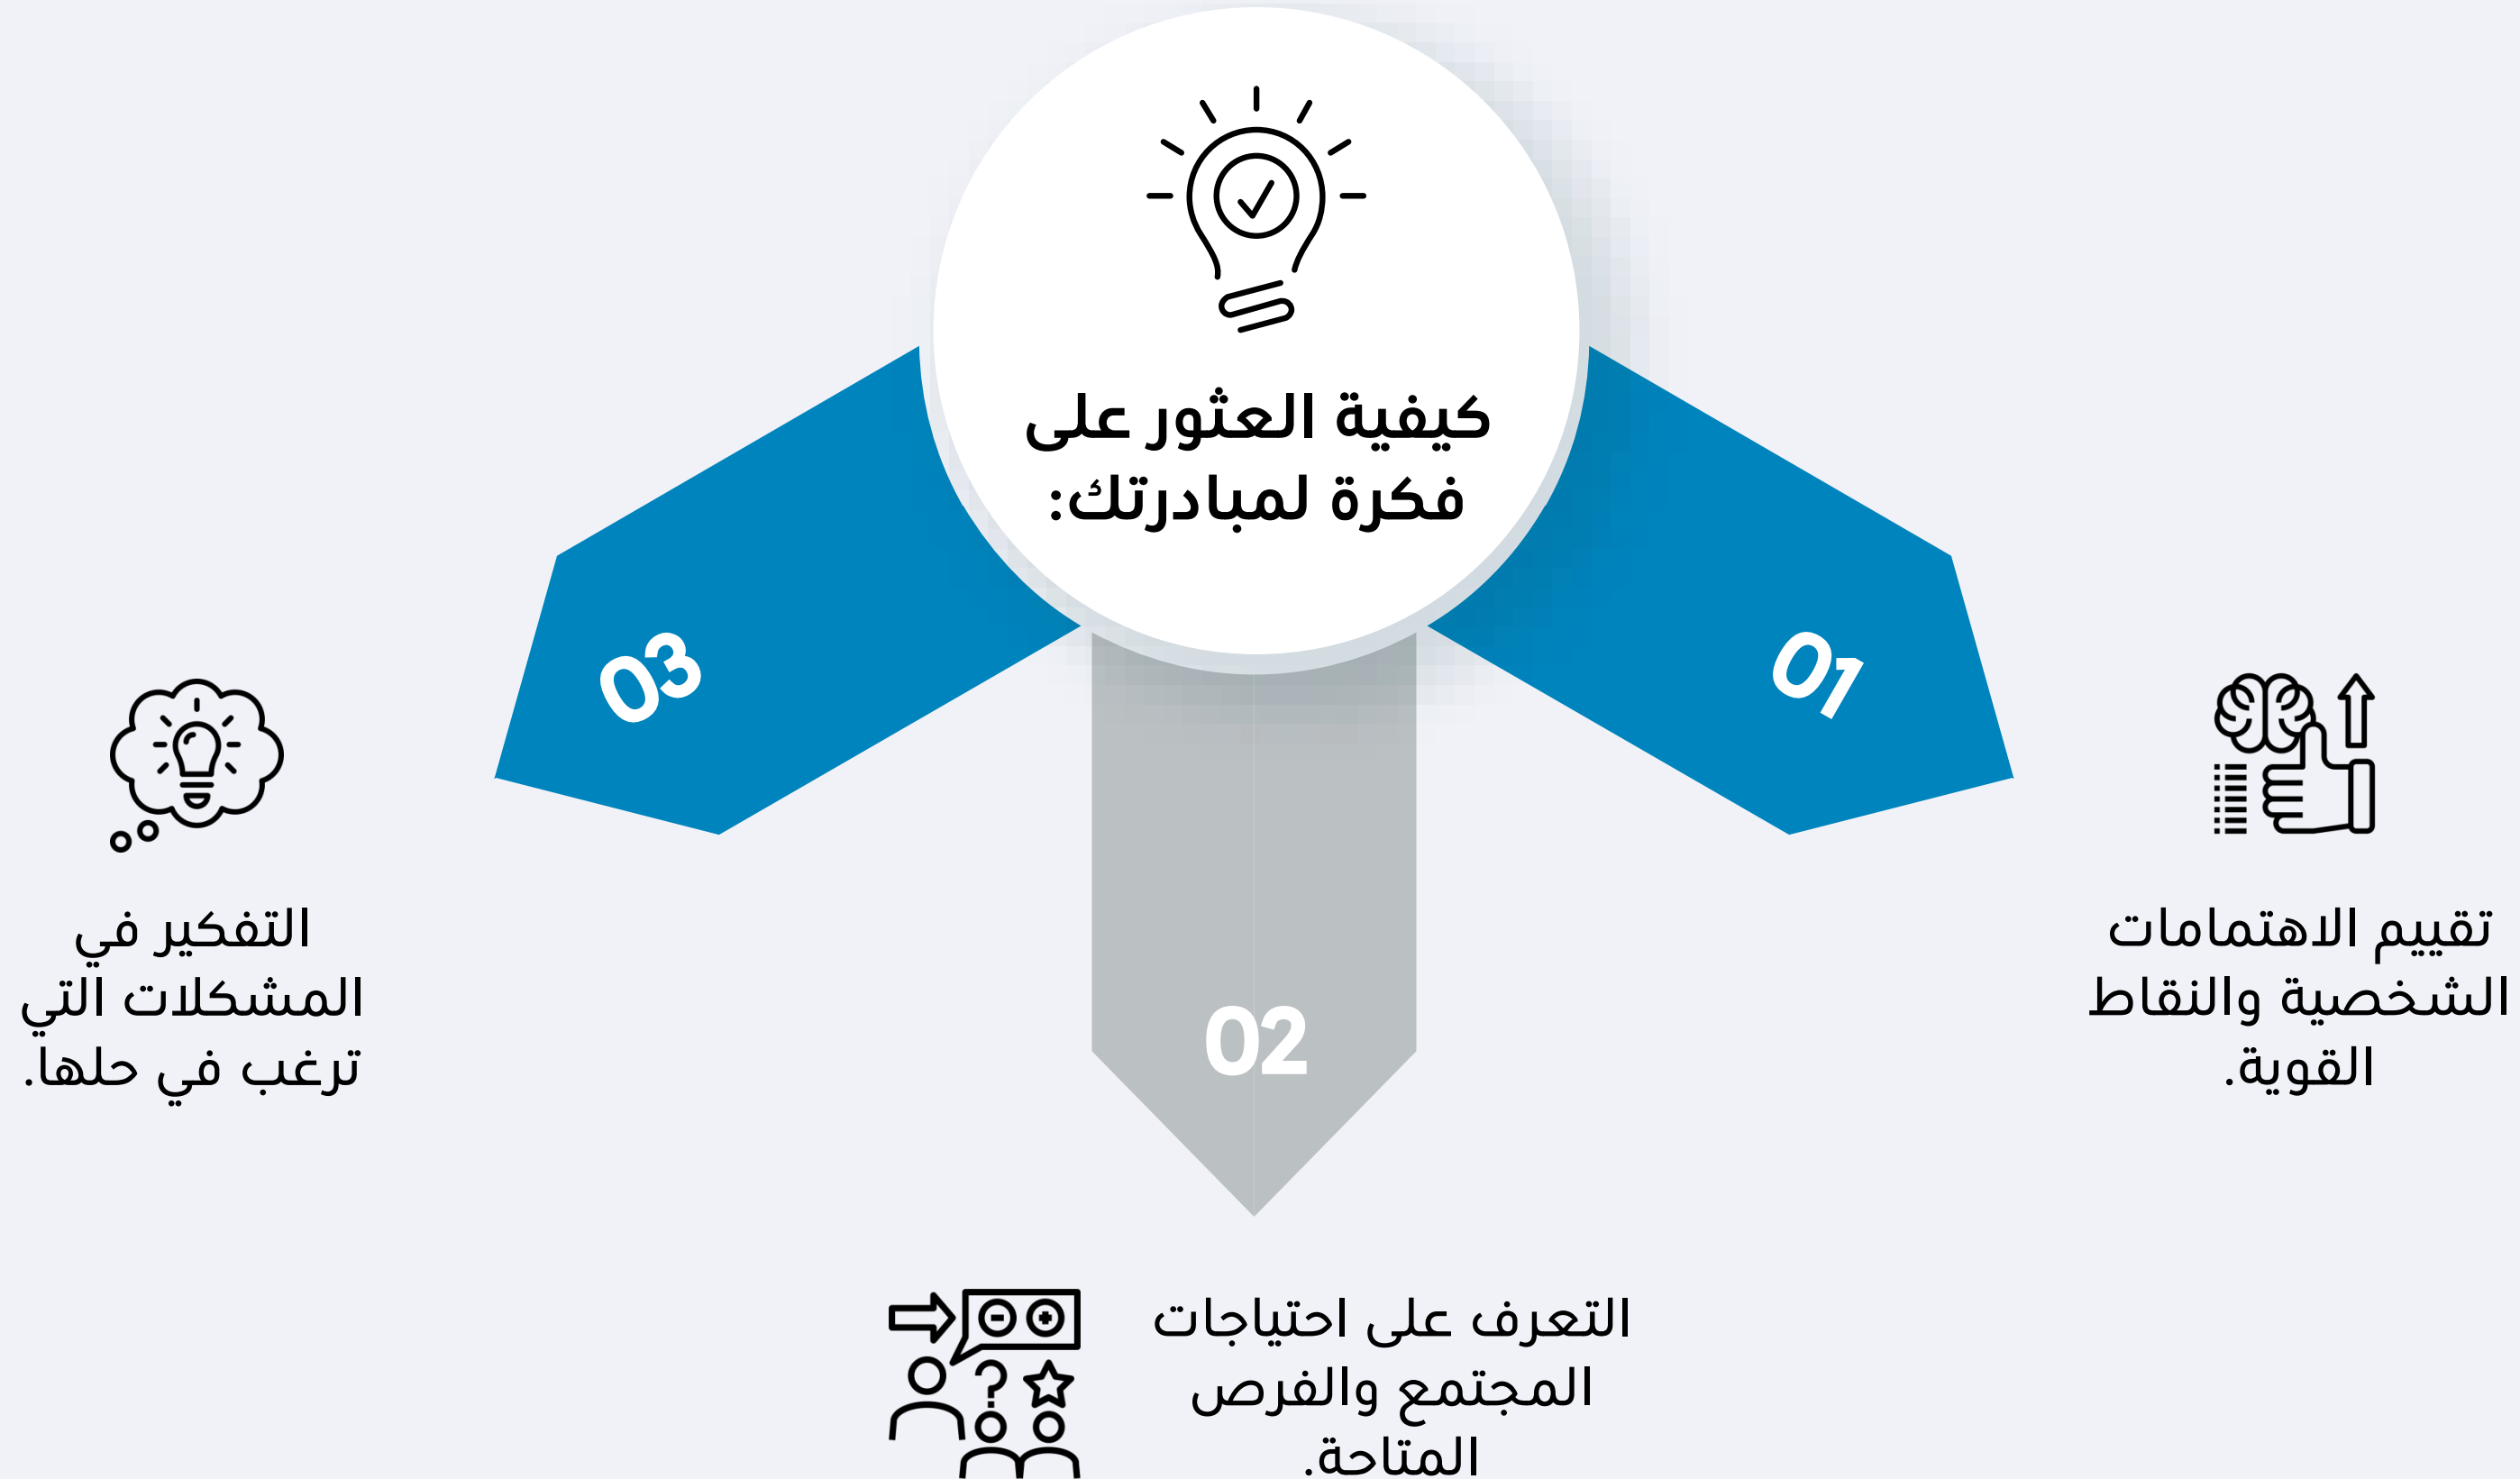 كيفية العثور على
فكرة لمبادرتك:
01
تقييم الاهتمامات
الشخصية والنقاط
القوية.
02
التعرف على احتياجات
المجتمع والفرص
المتاحة.
03
التفكير في
المشكلات التي
ترغب في حلها.